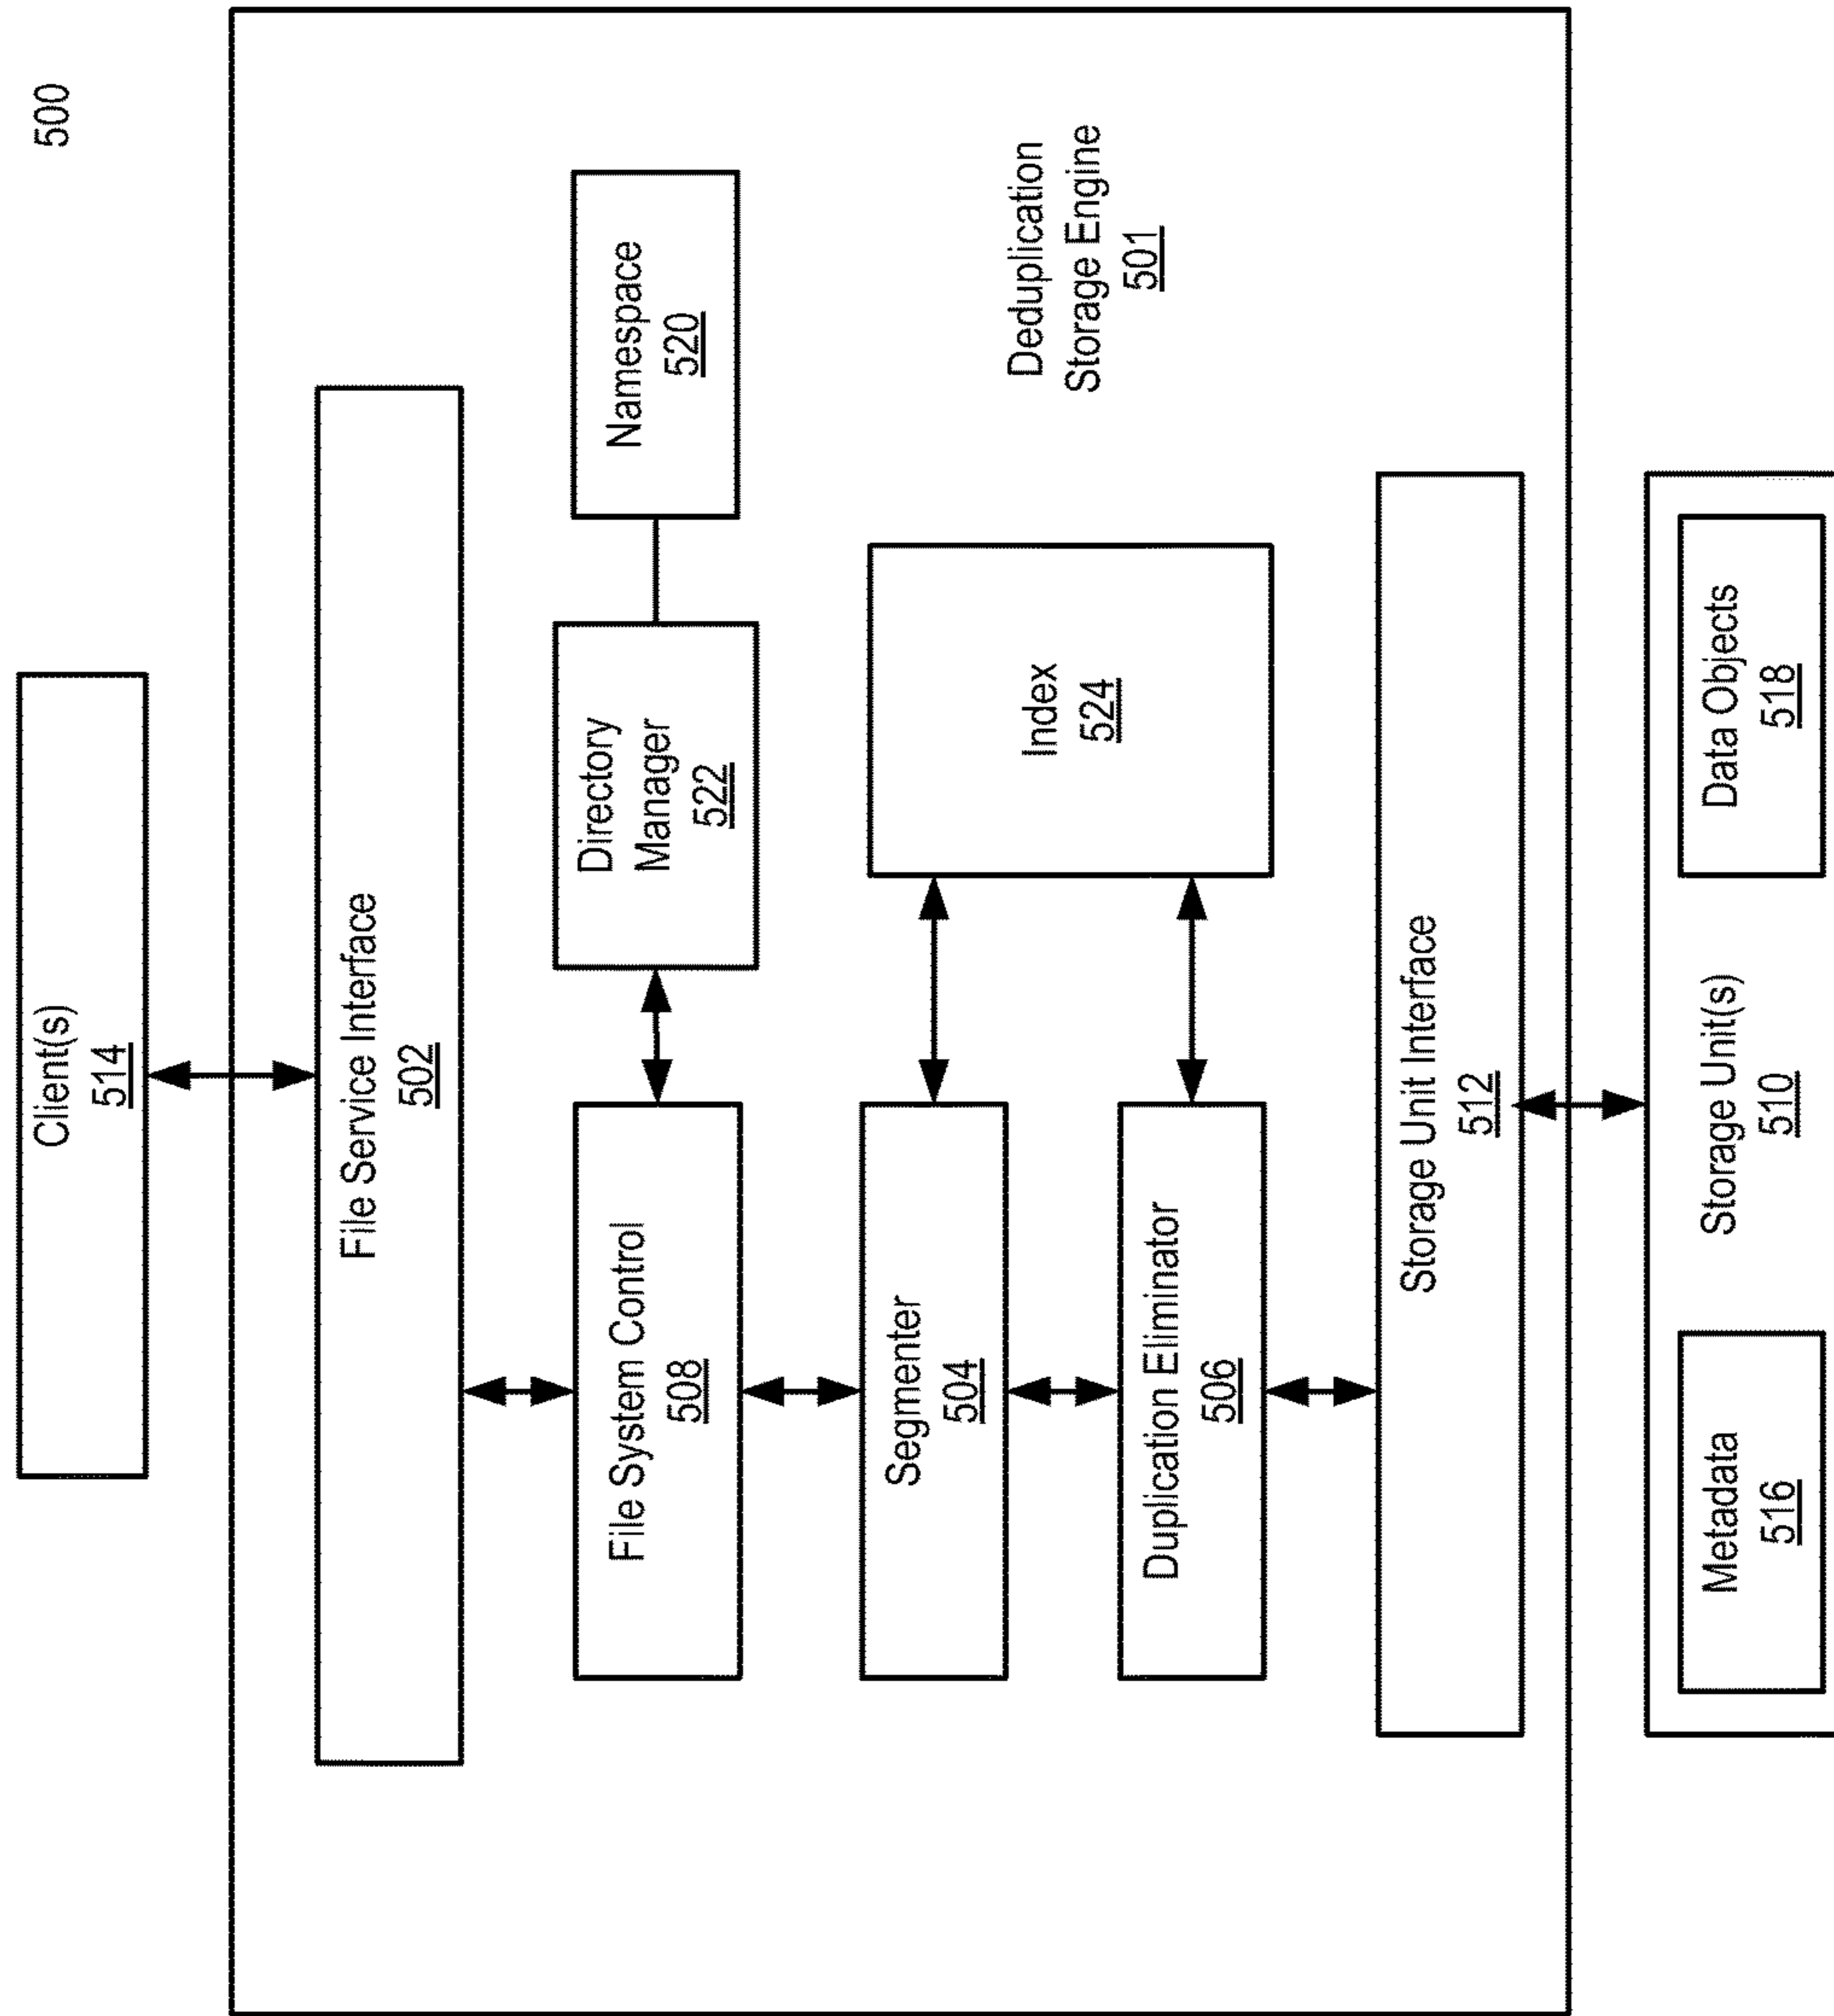 500
Client(s)
514
File Service Interface
502
File System Control
508
Directory
Manager
522
Namespace
520
Segmenter
504
Index
524
Duplication Eliminator
506
Deduplication
Storage Engine
501
Storage Unit Interface
512
Metadata
516
Storage Unit(s)
510
Data Objects
518